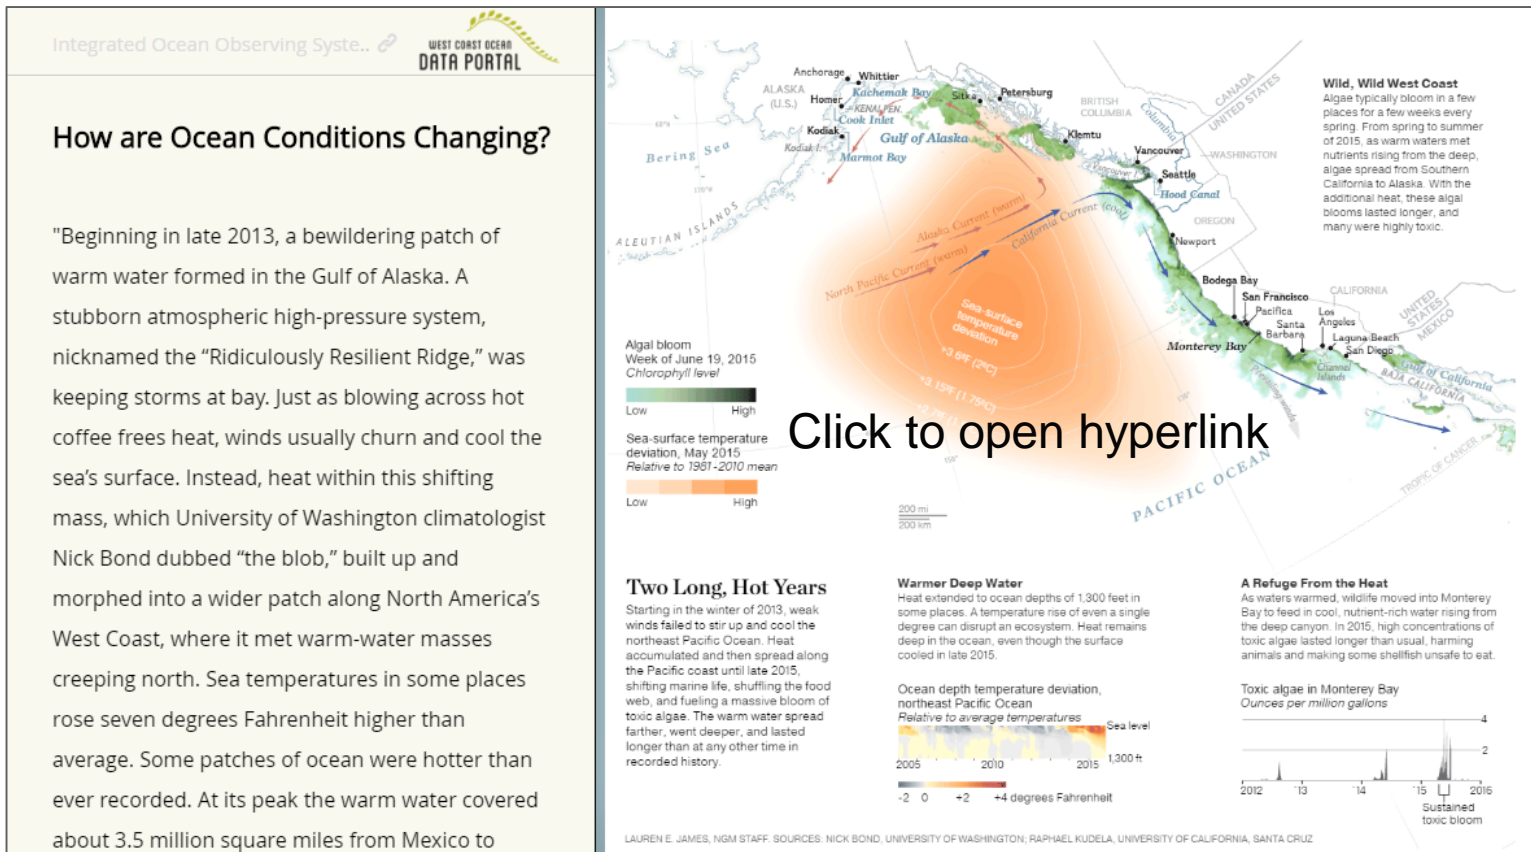 Integrated Ocean Observing Syste..
WEST COAST OCEAN
DATA PORTAL
How are Ocean Conditions Changing?
"Beginning in late 2013, a bewildering patch of
warm water formed in the Gulf of Alaska. A
stubborn atmospheric high-pressure system,
nicknamed the “Ridiculously Resilient Ridge,” was
keeping storms at bay. Just as blowing across hot
coffee frees heat, winds usually churn and cool the
sea’s surface. Instead, heat within this shifting
mass, which University of Washington climatologist
Nick Bond dubbed “the blob,” built up and
morphed into a wider patch along North America’s
West Coast, where it met warm-water masses
creeping north. Sea temperatures in some places
rose seven degrees Fahrenheit higher than
average. Some patches of ocean were hotter than
ever recorded. At its peak the warm water covered
about 3.5 million square miles from Mexico to
Anchorage
Whittier
ALASKA
(U.S.)
Homer
Kachemak Bay
KENAI PEN.
Cook Inlet
Kodiak
Kodiak I.
Marmot Bay
Gulf of Alaska
Sitka
Petersburg
BRITISH
COLUMBIA
CANADA
UNITED STATES
Columbia
Klemtu
Vancouver
Vancouver I.
WASHINGTON
Seattle
Hood Canal
OREGON
Newport
Bering Sea
ALEUTIAN ISLANDS
Alaska Current (warm)
North Pacific Current (warm)
California Current (cool)
Sea-surface
temperature
deviation
+3.6°F (2°C)
+3.15°F (1.75°C)
Bodega Bay
San Francisco
Pacifica
Santa
Barbara
Monterey Bay
CALIFORNIA
Los
Angeles
Laguna Beach
San Diego
Channel
Islands
UNITED
STATES
MEXICO
Gulf of California
BAJA CALIFORNIA
Prevailing winds
TROPIC OF CANCER
PACIFIC OCEAN
200 mi
200 km
Wild, Wild West Coast
Algae typically bloom in a few
places for a few weeks every
spring. From spring to summer
of 2015, as warm waters met
nutrients rising from the deep,
algae spread from Southern
California to Alaska. With the
additional heat, these algal
blooms lasted longer, and
many were highly toxic.
Algal bloom
Week of June 19, 2015
Chlorophyll level
Low High
Sea-surface temperature
deviation, May 2015
Relative to 1981-2010 mean
Low High
Click to open hyperlink
Two Long, Hot Years
Starting in the winter of 2013, weak
winds failed to stir up and cool the
northeast Pacific Ocean. Heat
accumulated and then spread along
the Pacific coast until late 2015,
shifting marine life, shuffling the food
web, and fueling a massive bloom of
toxic algae. The warm water spread
farther, went deeper, and lasted
longer than at any other time in
recorded history.
Warmer Deep Water
Heat extended to ocean depths of 1,300 feet in
some places. A temperature rise of even a single
degree can disrupt an ecosystem. Heat remains
deep in the ocean, even though the surface
cooled in late 2015.
Ocean depth temperature deviation,
northeast Pacific Ocean
Relative to average temperatures
Sea level
1,300 ft
2005 2010 2015
-2 0 +2 +4 degrees Fahrenheit
A Refuge From the Heat
As waters warmed, wildlife moved into Monterey
Bay to feed in cool, nutrient-rich water rising from
the deep canyon. In 2015, high concentrations of
toxic algae lasted longer than usual, harming
animals and making some shellfish unsafe to eat.
Toxic algae in Monterey Bay
Ounces per million gallons
4
2
2012 '13 '14 '15 2016
Sustained
toxic bloom
LAUREN E. JAMES, NGM STAFF. SOURCES: NICK BOND, UNIVERSITY OF WASHINGTON; RAPHAEL KUDELA, UNIVERSITY OF CALIFORNIA, SANTA CRUZ